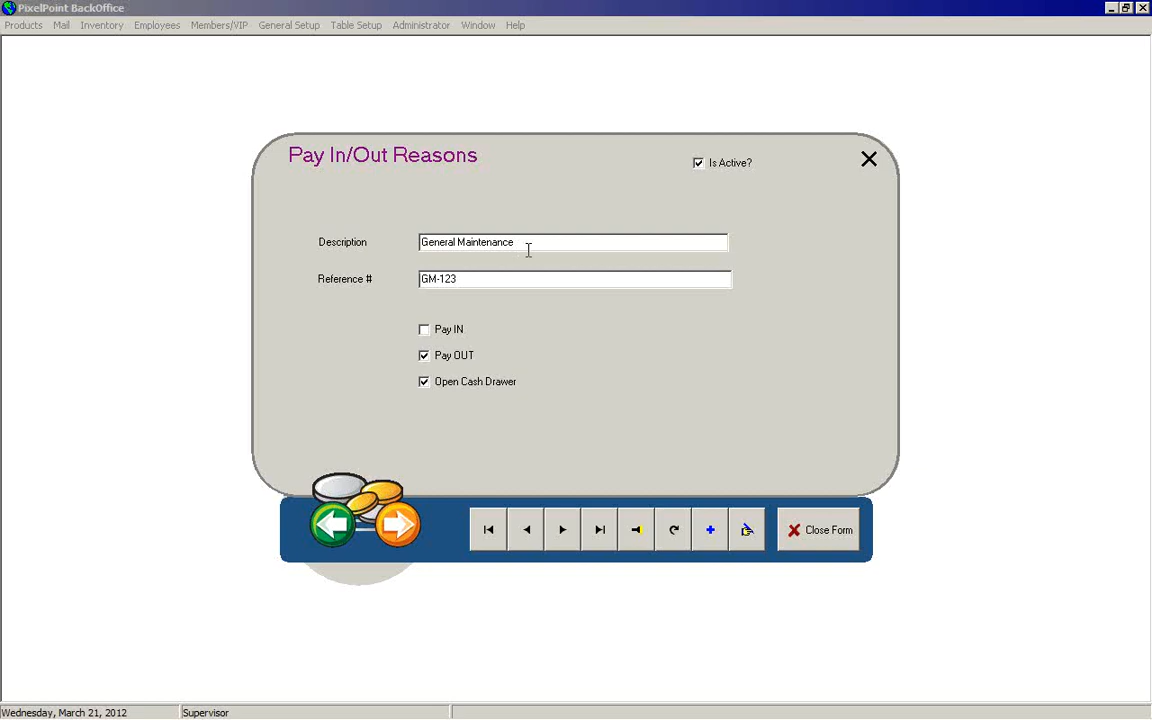 PixelPoint BackOffice
Products Mail Inventory Employees Members/VIP General Setup Table Setup Administrator Window Help
Pay In/Out Reasons
Is Active?
Description General Maintenance
Reference # GM-123
Pay IN
Pay OUT
Open Cash Drawer
Close Form
Wednesday, March 21, 2012 Supervisor